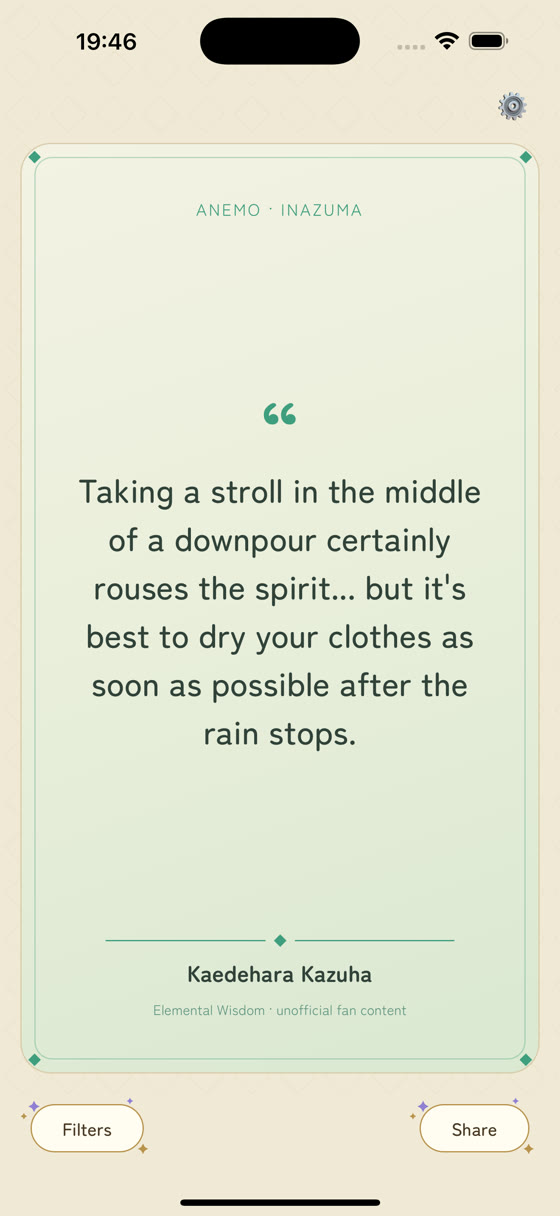 19:46
ANEMO · INAZUMA
“
Taking a stroll in the middle
of a downpour certainly
rouses the spirit... but it's
best to dry your clothes as
soon as possible after the
rain stops.
Kaedehara Kazuha
Elemental Wisdom · unofficial fan content
Filters
Share